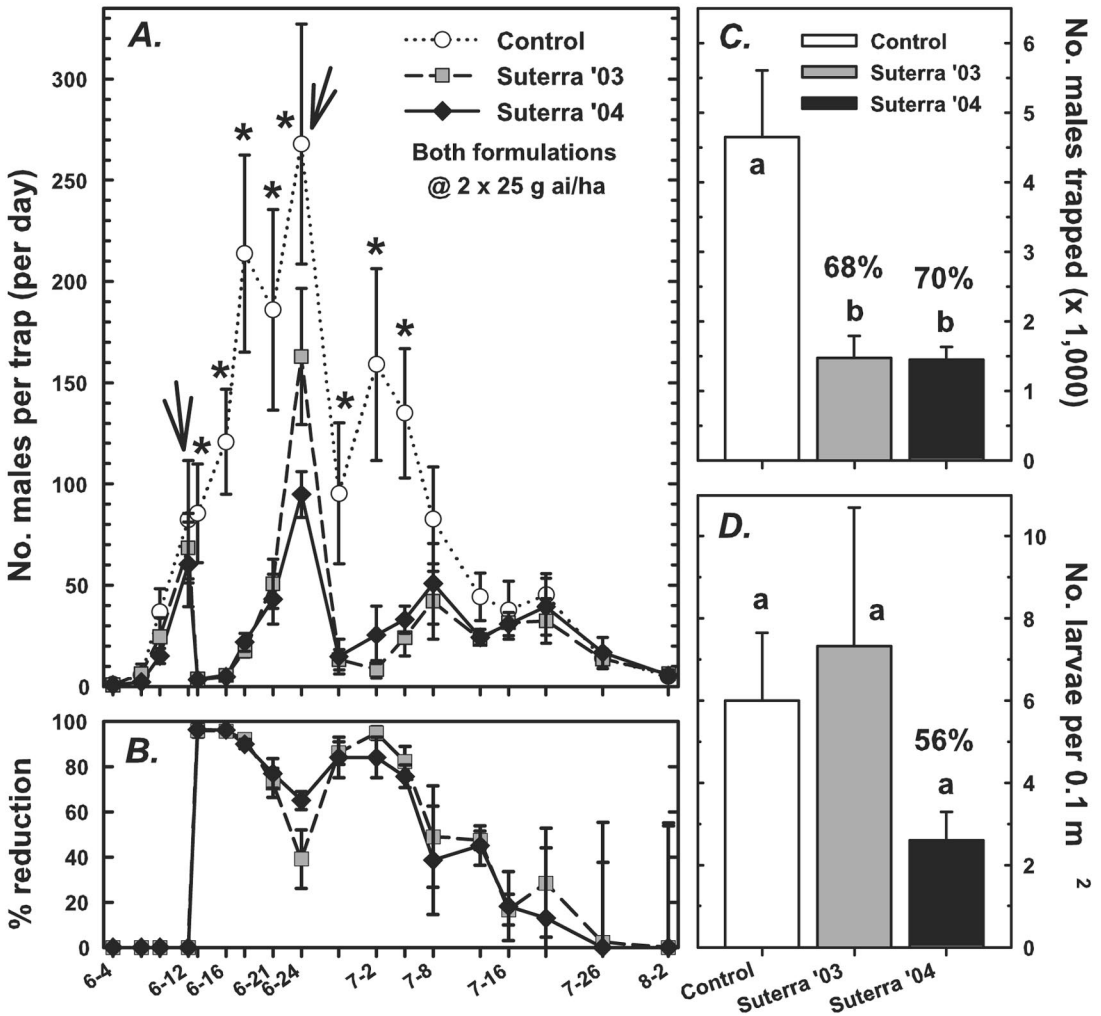 A.
Control
Suterra '03
Suterra '04
Both formulations
@ 2 x 25 g ai/ha
No. males per trap (per day)
300
250
200
150
100
50
0
* * * * * * * *
B.
% reduction
100
80
60
40
20
0
6-4
6-12
6-16
6-21
6-24
7-2
7-8
7-16
7-26
8-2
C.
Control
Suterra '03
Suterra '04
a
68%
b
70%
b
6
5
4
3
2
1
0
No. males trapped (x 1,000)
D.
a
a
56%
a
10
8
6
4
2
0
No. larvae per 0.1 m 2
Control
Suterra '03
Suterra '04